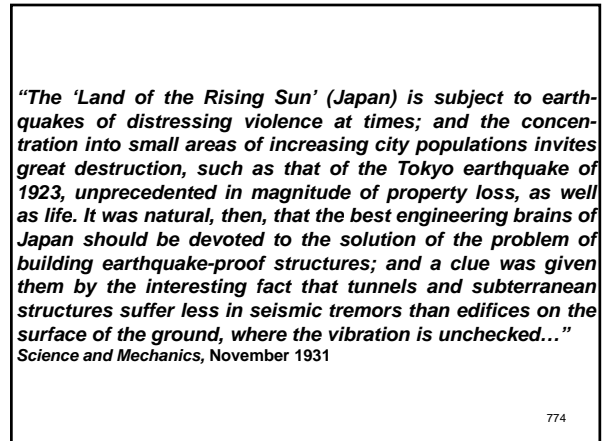 “The ‘Land of the Rising Sun’ (Japan) is subject to earth-
quakes of distressing violence at times; and the concen-
tration into small areas of increasing city populations invites
great destruction, such as that of the Tokyo earthquake of
1923, unprecedented in magnitude of property loss, as well
as life. It was natural, then, that the best engineering brains of
Japan should be devoted to the solution of the problem of
building earthquake-proof structures; and a clue was given
them by the interesting fact that tunnels and subterranean
structures suffer less in seismic tremors than edifices on the
surface of the ground, where the vibration is unchecked…”
Science and Mechanics, November 1931
774